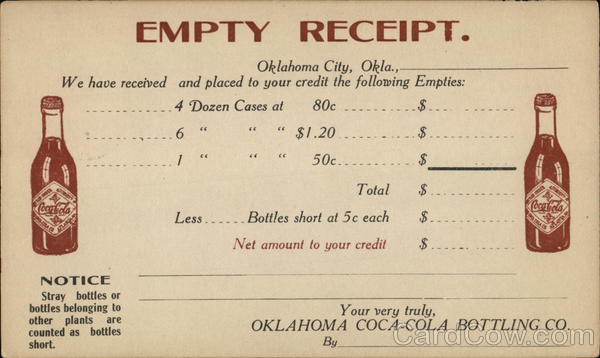 EMPTY RECEIPT.
Oklahoma City, Okla.,
We have received and placed to your credit the following Empties:
4 Dozen Cases at 80c $
6 " " " $1.20 $
1 " " " 50c $
Total $
Less ...... Bottles short at 5c each $
Net amount to your credit $
Coca-Cola
Coca-Cola
NOTICE
Stray bottles or
bottles belonging to
other plants are
counted as bottles
short.
Your very truly,
OKLAHOMA COCA-COLA BOTTLING CO.
By
CardCow.com